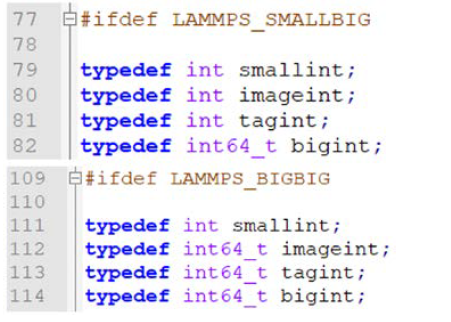 77 #ifdef LAMMPS_SMALLBIG
78
79 typedef int smallint;
80 typedef int imageint;
81 typedef int tagint;
82 typedef int64_t bigint;
109 #ifdef LAMMPS_BIGBIG
110
111 typedef int smallint;
112 typedef int64_t imageint;
113 typedef int64_t tagint;
114 typedef int64_t bigint;